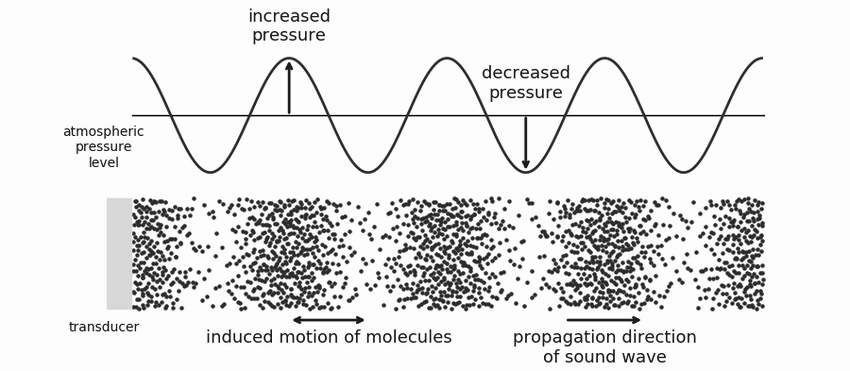 increased
pressure
decreased
pressure
atmospheric
pressure
level
transducer
induced motion of molecules
propagation direction
of sound wave